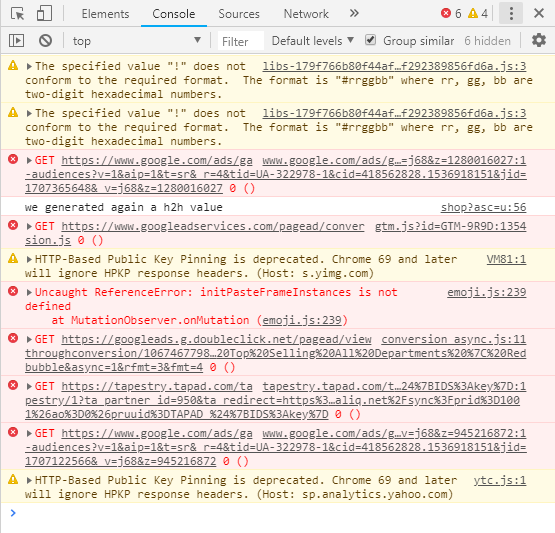 Elements Console Sources Network » 6 4
top Filter Default levels Group similar 6 hidden
The specified value "!" does not libs-179f766b80f44af…f292389856fd6a.js:3
conform to the required format. The format is "#rrggbb" where rr, gg, bb are
two-digit hexadecimal numbers.
The specified value "!" does not libs-179f766b80f44af…f292389856fd6a.js:3
conform to the required format. The format is "#rrggbb" where rr, gg, bb are
two-digit hexadecimal numbers.
GET https://www.google.com/ads/ga www.google.com/ads/g…=j68&z=1280016027:1
-audiences?v=1&aip=1&t=sr& r=4&tid=UA-322978-1&cid=418562828.1536918151&jid=
1707365648& v=j68&z=1280016027 0 ()
we generated again a h2h value shop?asc=u:56
GET https://www.googleadservices.com/pagead/conver gtm.js?id=GTM-9R9D:1354
sion.js 0 ()
HTTP-Based Public Key Pinning is deprecated. Chrome 69 and later VM81:1
will ignore HPKP response headers. (Host: s.yimg.com)
Uncaught ReferenceError: initPasteFrameInstances is not emoji.js:239
defined
at MutationObserver.onMutation (emoji.js:239)
GET https://googleads.g.doubleclick.net/pagead/view conversion_async.js:11
throughconversion/1067467798…20Top%20Selling%20All%20Departments%20%7C%20Red
bubble&async=1&rfmt=3&fmt=4 0 ()
GET https://tapestry.tapad.com/ta tapestry.tapad.com/t…24%7BIDS%3Akey%7D:1
pestry/1?ta_partner_id=950&ta_redirect=https%3…aliq.net%2Fsync%3Fprid%3D100
1%26ao%3D0%26pruuid%3DTAPAD_%24%7BIDS%3Akey%7D 0 ()
GET https://www.google.com/ads/ga www.google.com/ads/g…v=j68&z=945216872:1
-audiences?v=1&aip=1&t=sr& r=4&tid=UA-322978-1&cid=418562828.1536918151&jid=
1707122566& v=j68&z=945216872 0 ()
HTTP-Based Public Key Pinning is deprecated. Chrome 69 and later ytc.js:1
will ignore HPKP response headers. (Host: sp.analytics.yahoo.com)